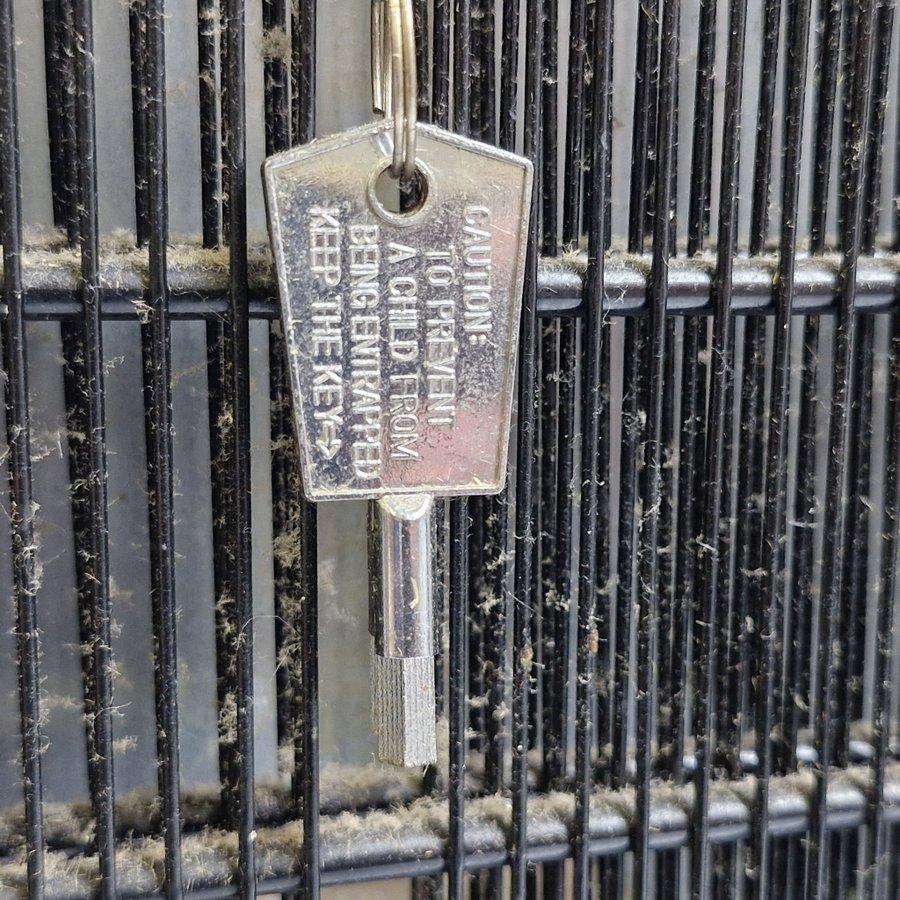 CAUTION:
TO PREVENT
A CHILD FROM
BEING ENTRAPPED
KEEP THE KEY→